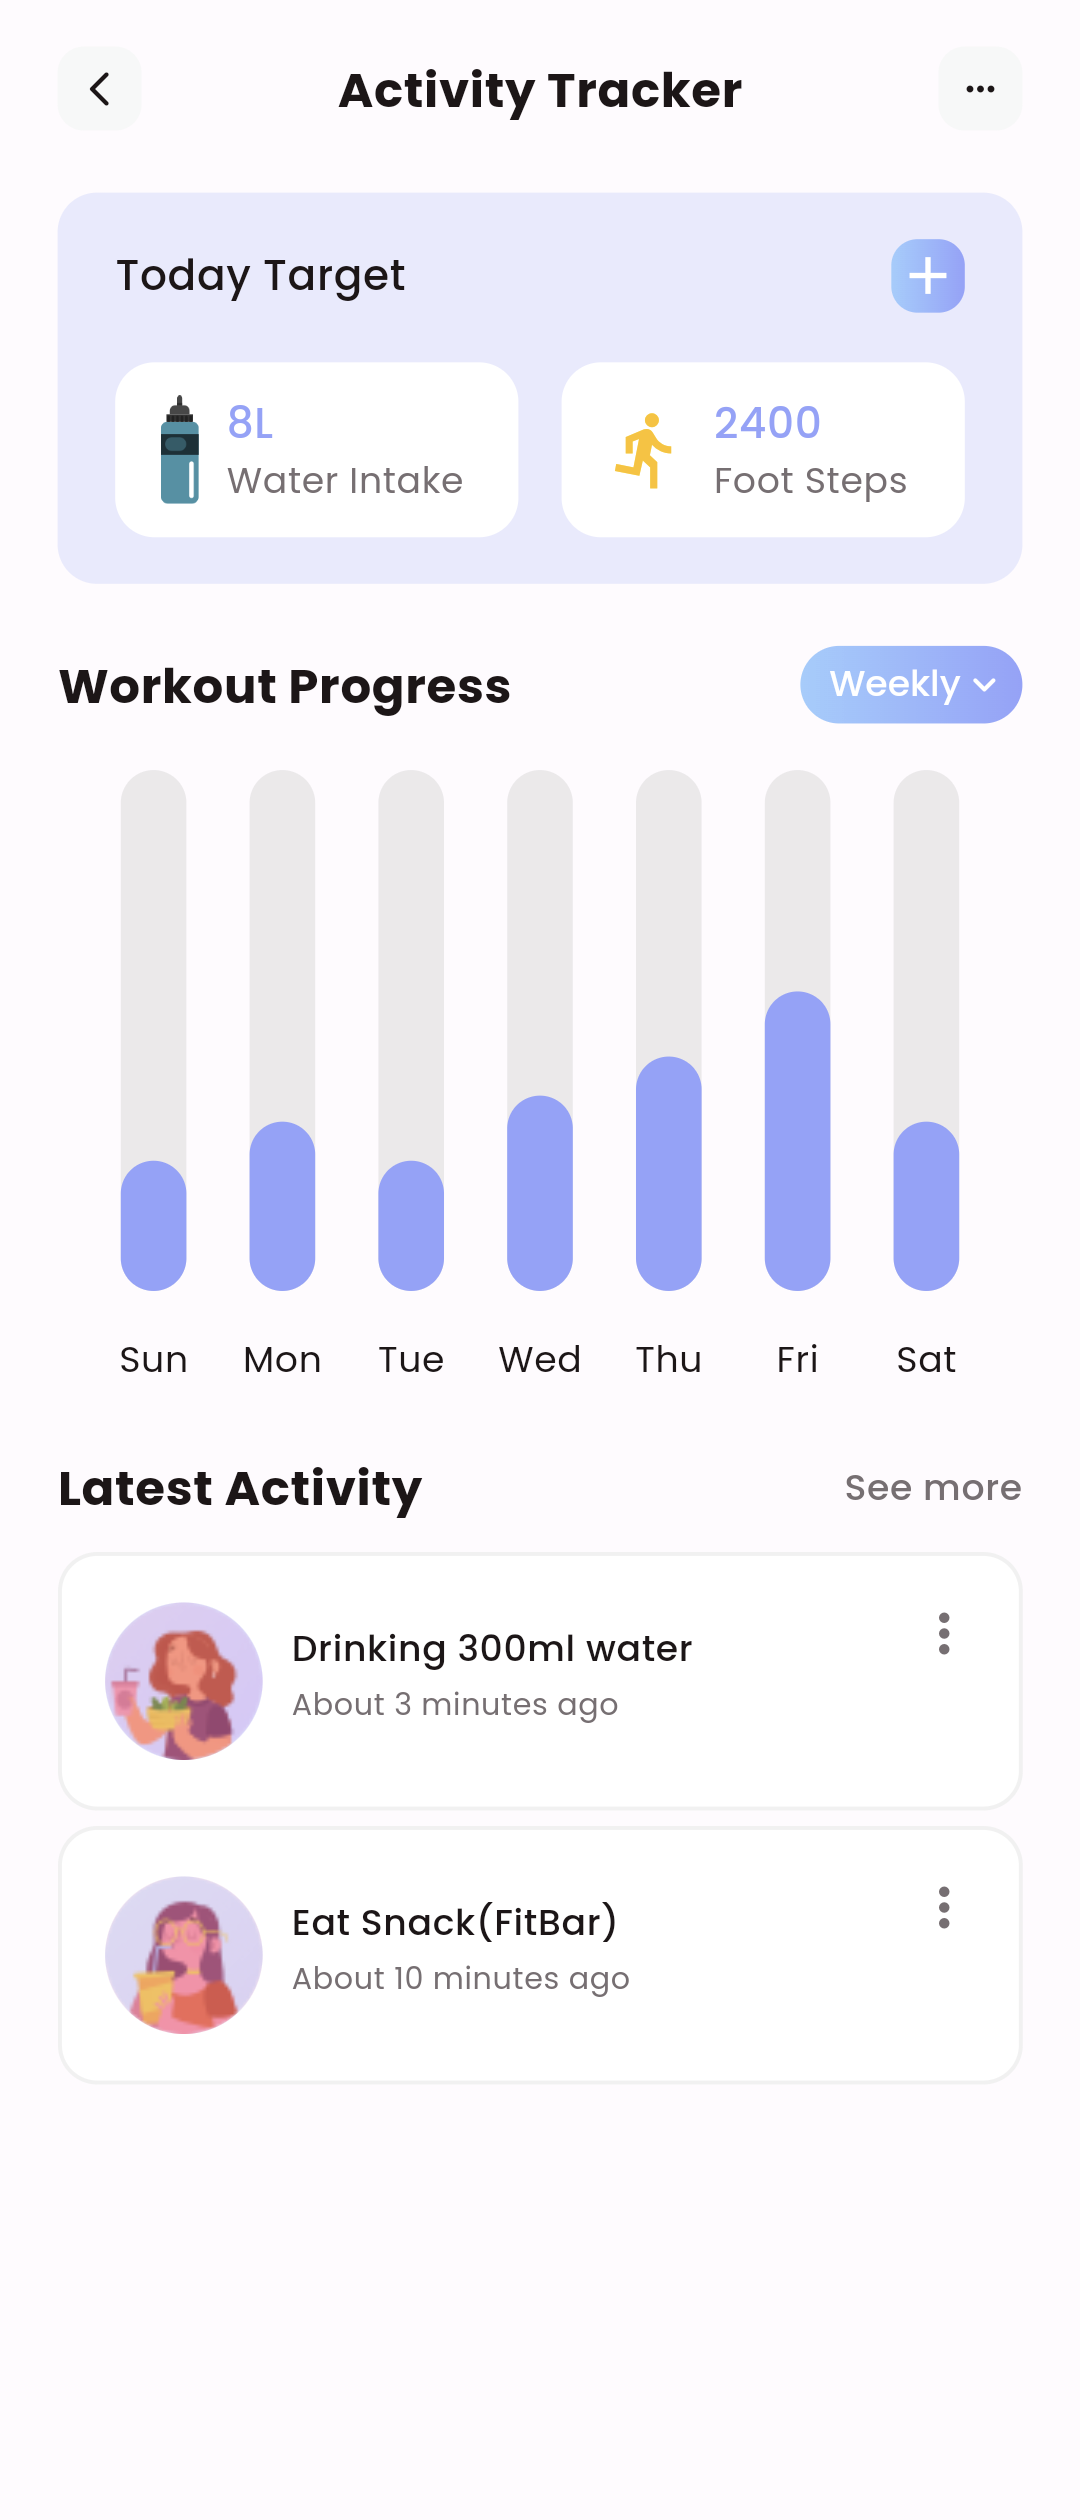 Activity Tracker
Today Target
8L
Water Intake
2400
Foot Steps
Workout Progress
Weekly
Sun Mon Tue Wed Thu Fri Sat
Latest Activity
See more
Drinking 300ml water
About 3 minutes ago
Eat Snack(FitBar)
About 10 minutes ago